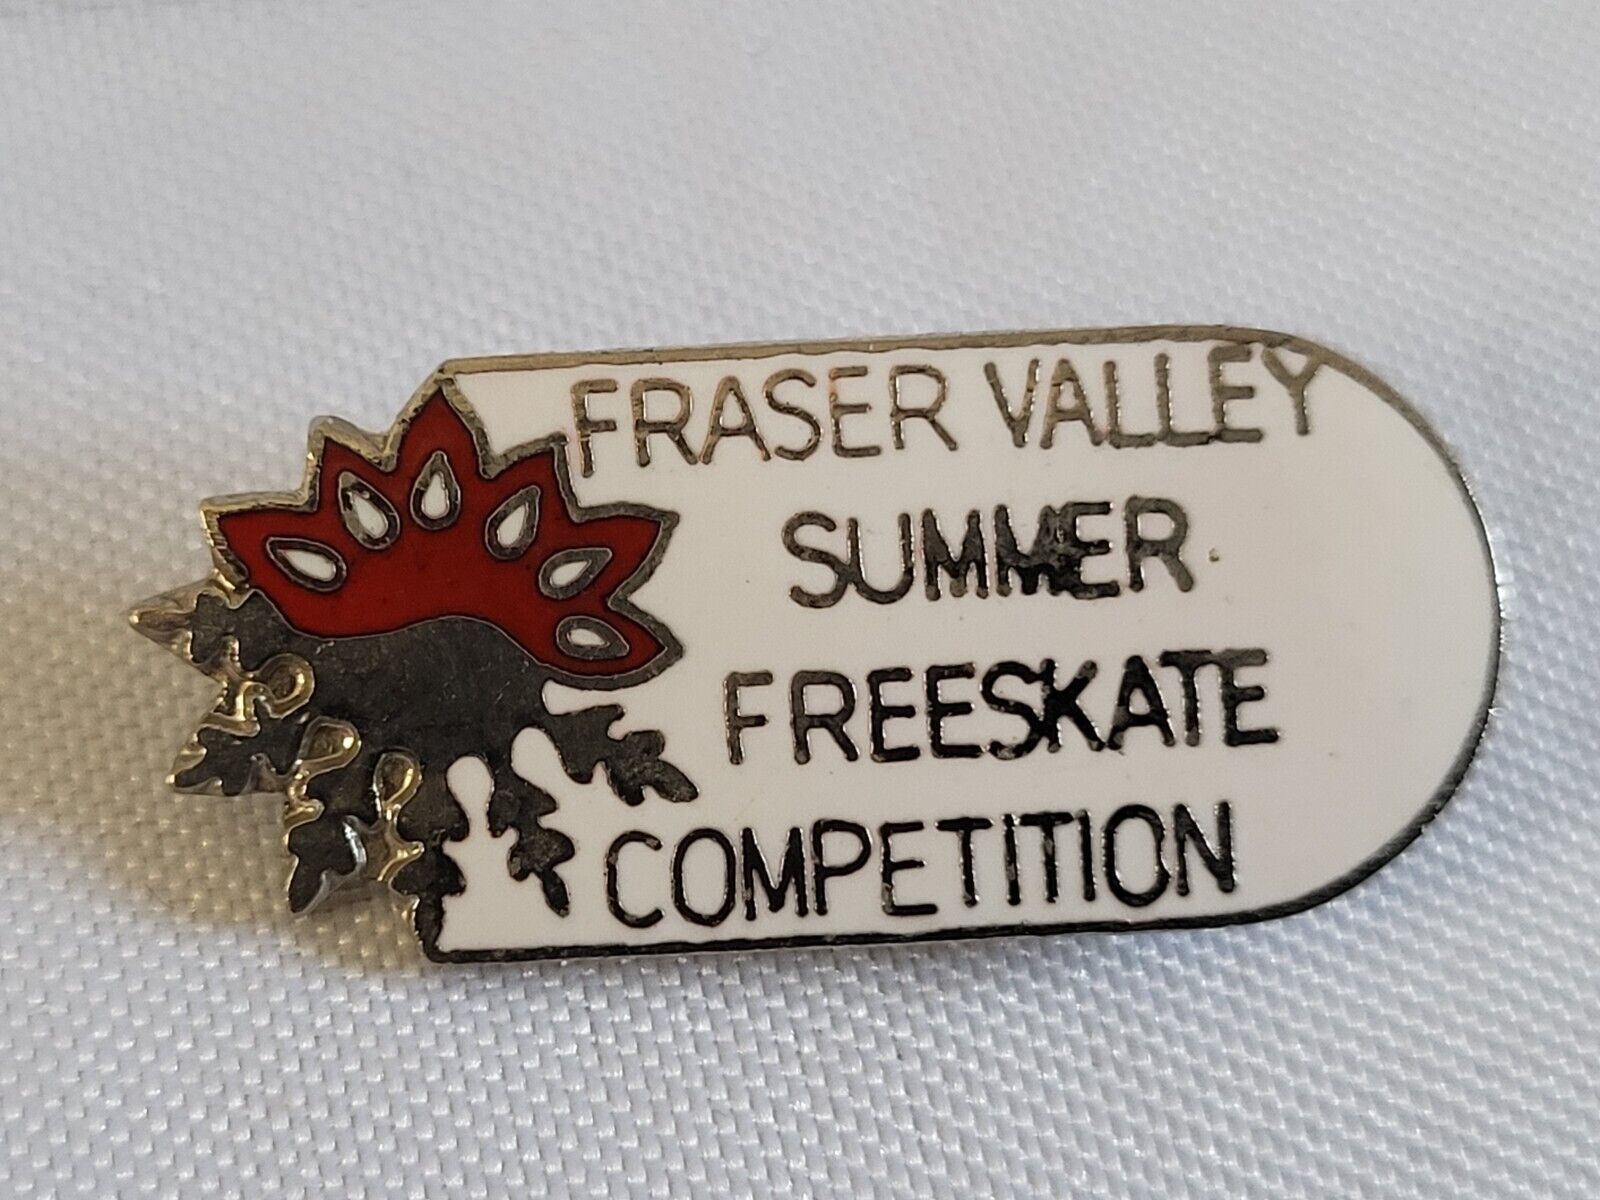 FRASER VALLEY
SUMMER
FREESKATE
COMPETITION